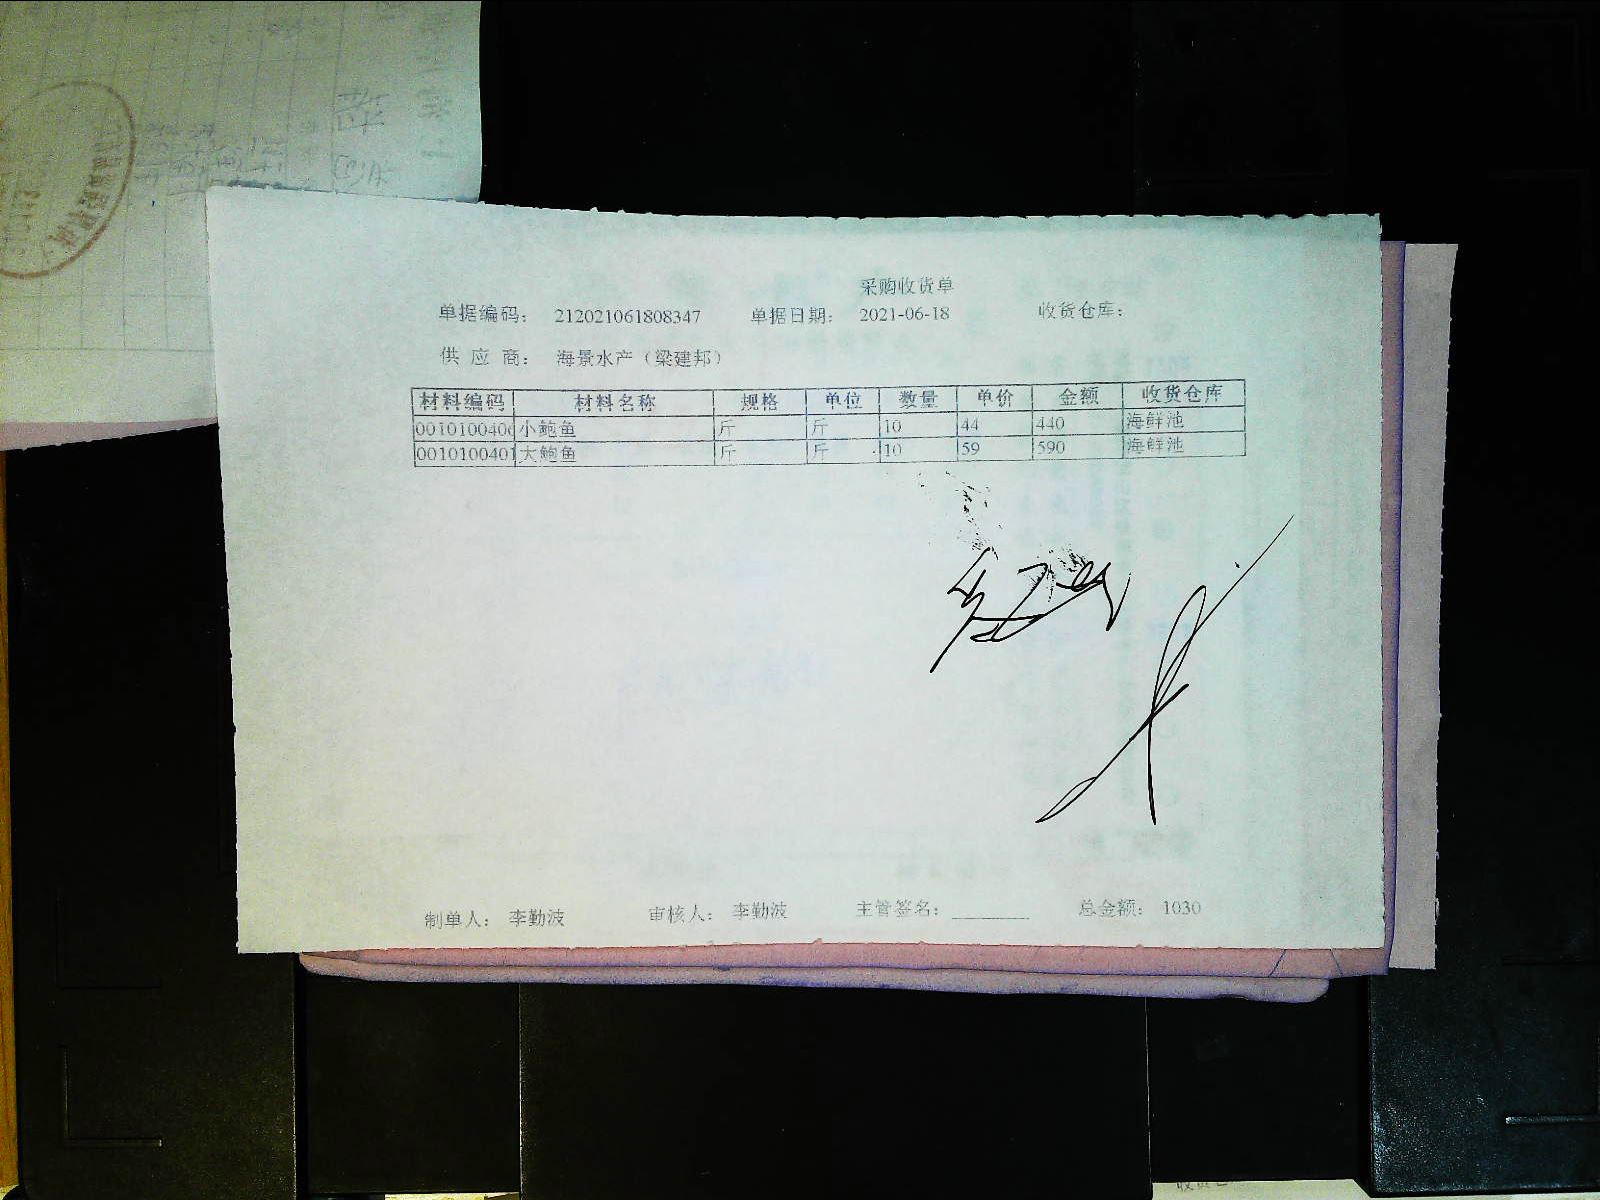 采购收货单
单据编码: 212021061808347 单据日期: 2021-06-18 收货仓库:
供 应 商: 海景水产（梁建邦）
材料编码 材料名称 规格 单位 数量 单价 金额 收货仓库
0010100406 小鲍鱼 斤 斤 10 44 440 海鲜池
0010100401 大鲍鱼 斤 斤 10 59 590 海鲜池
制单人: 李勤波 审核人: 李勤波 主管签名: 总金额: 1030